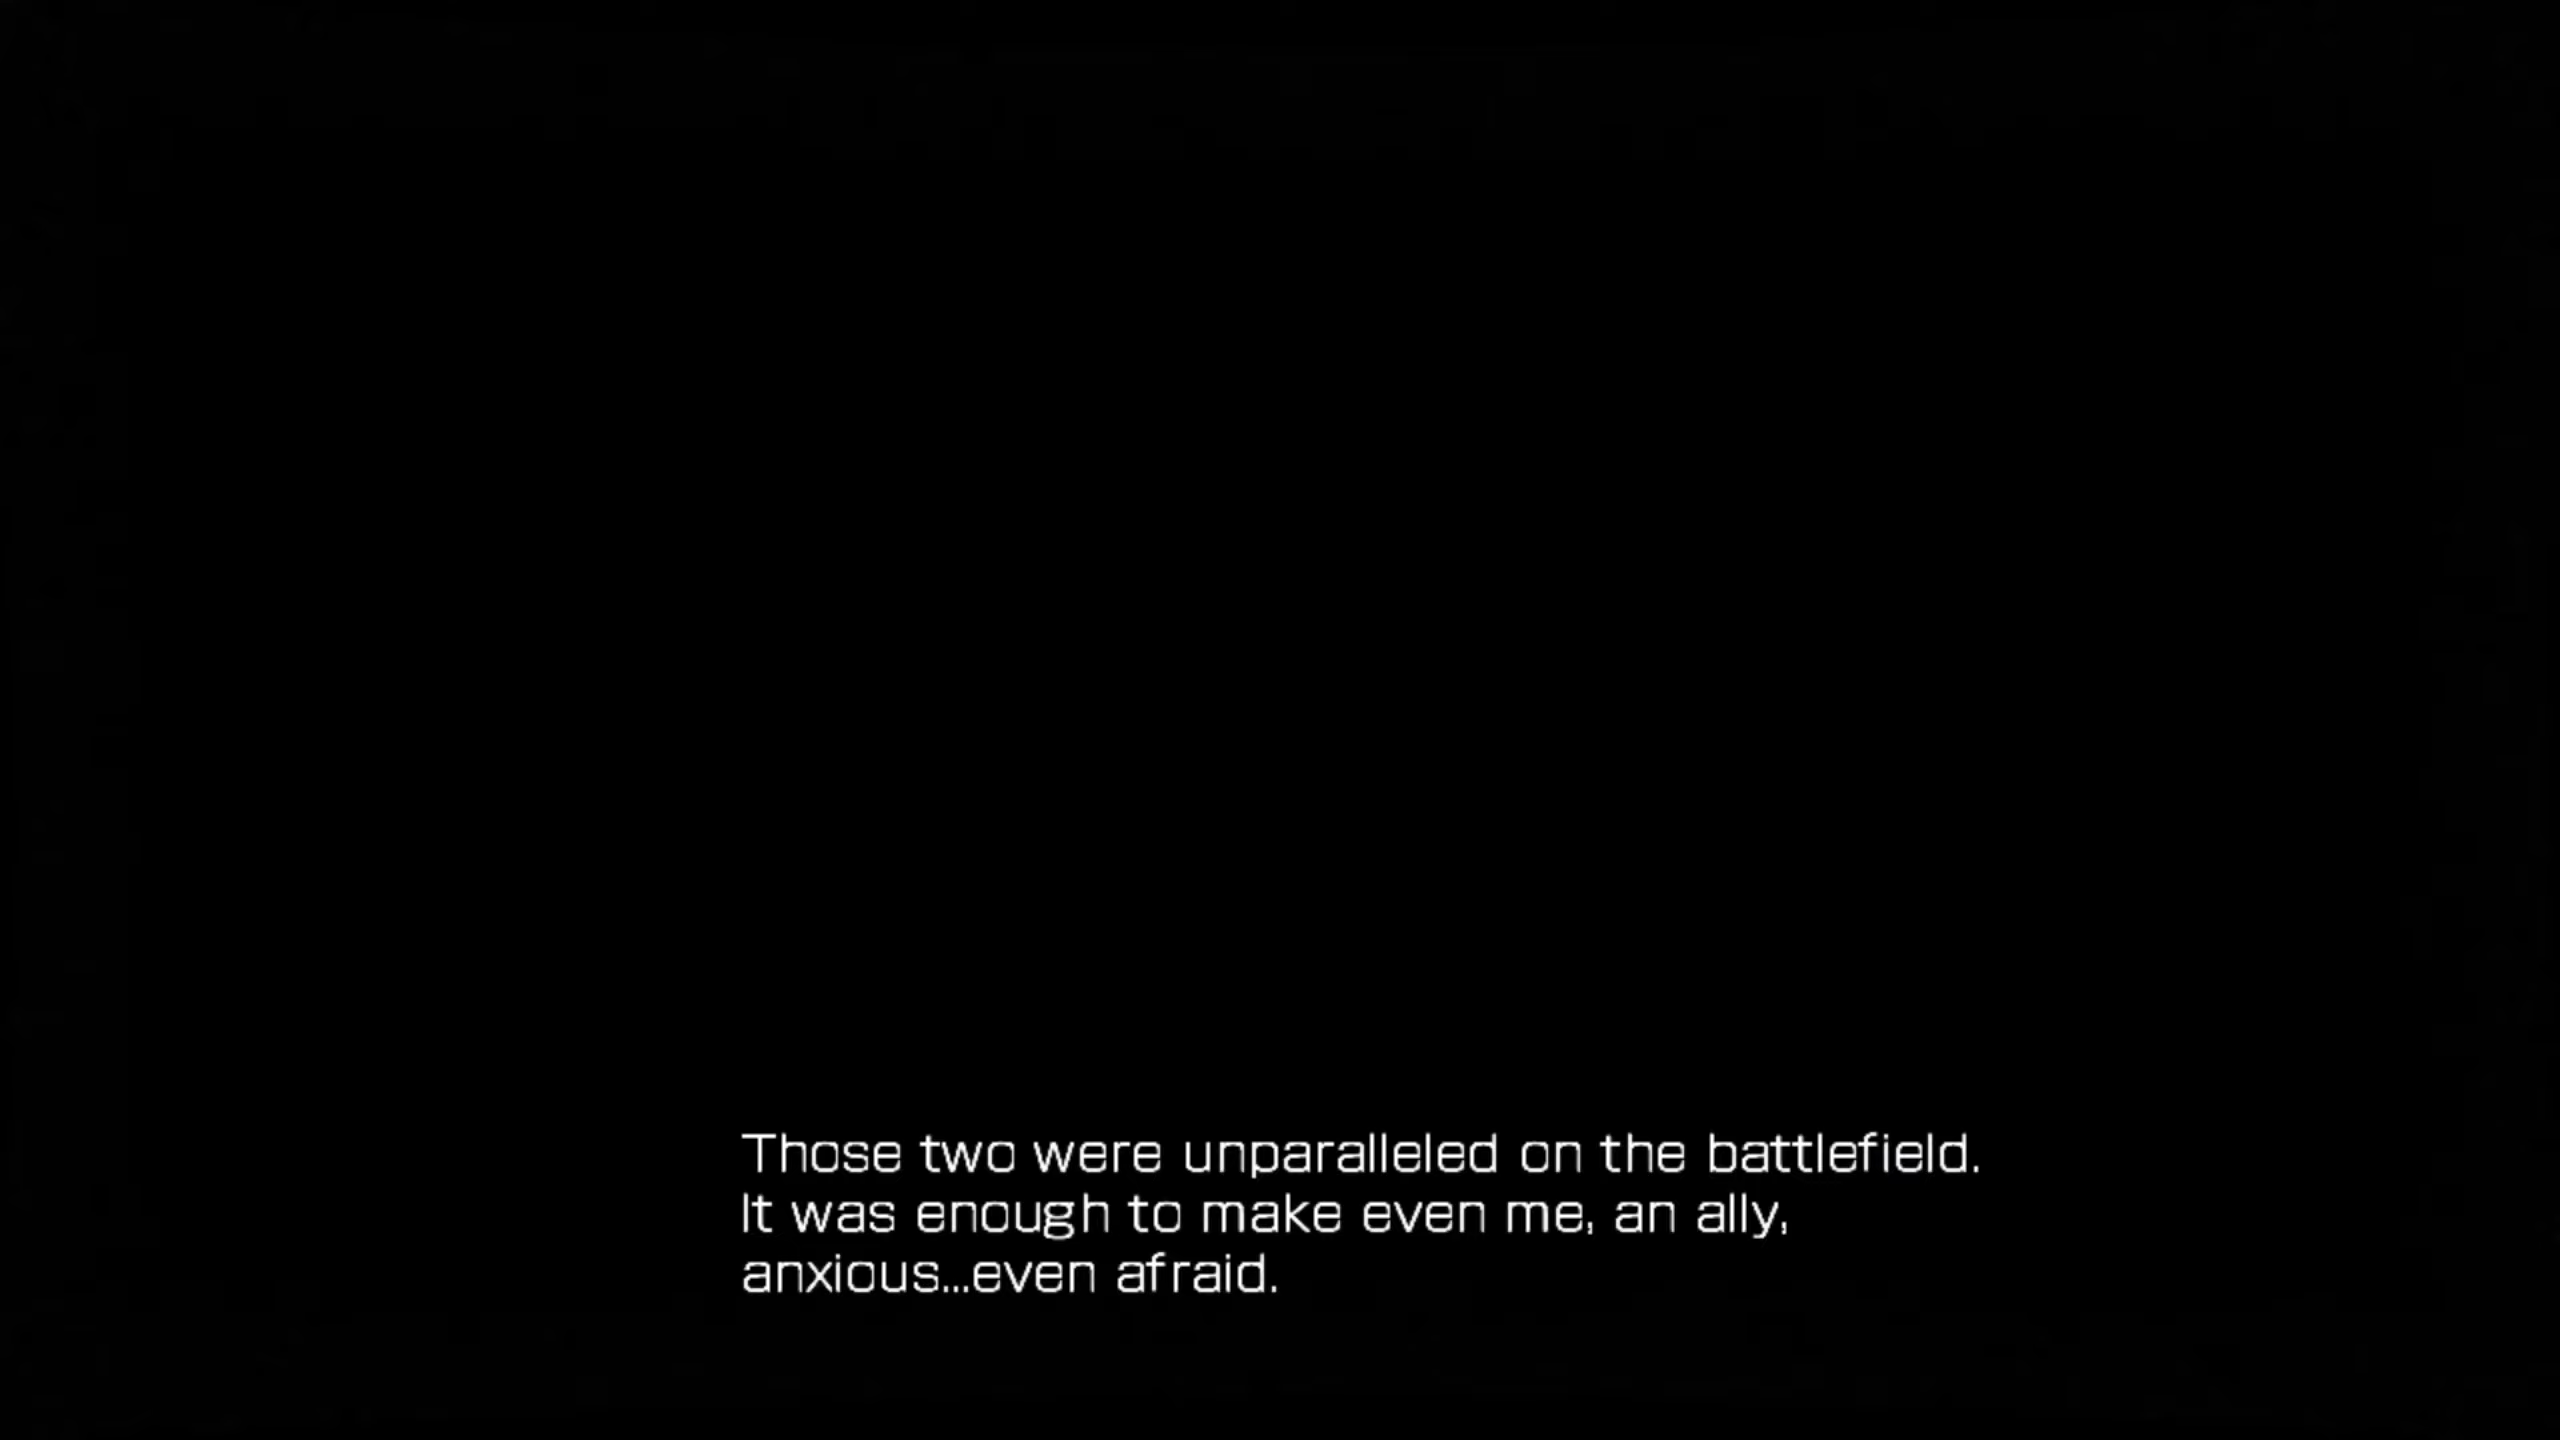 Those two were unparalleled on the battlefield.
It was enough to make even me, an ally,
anxious...even afraid.